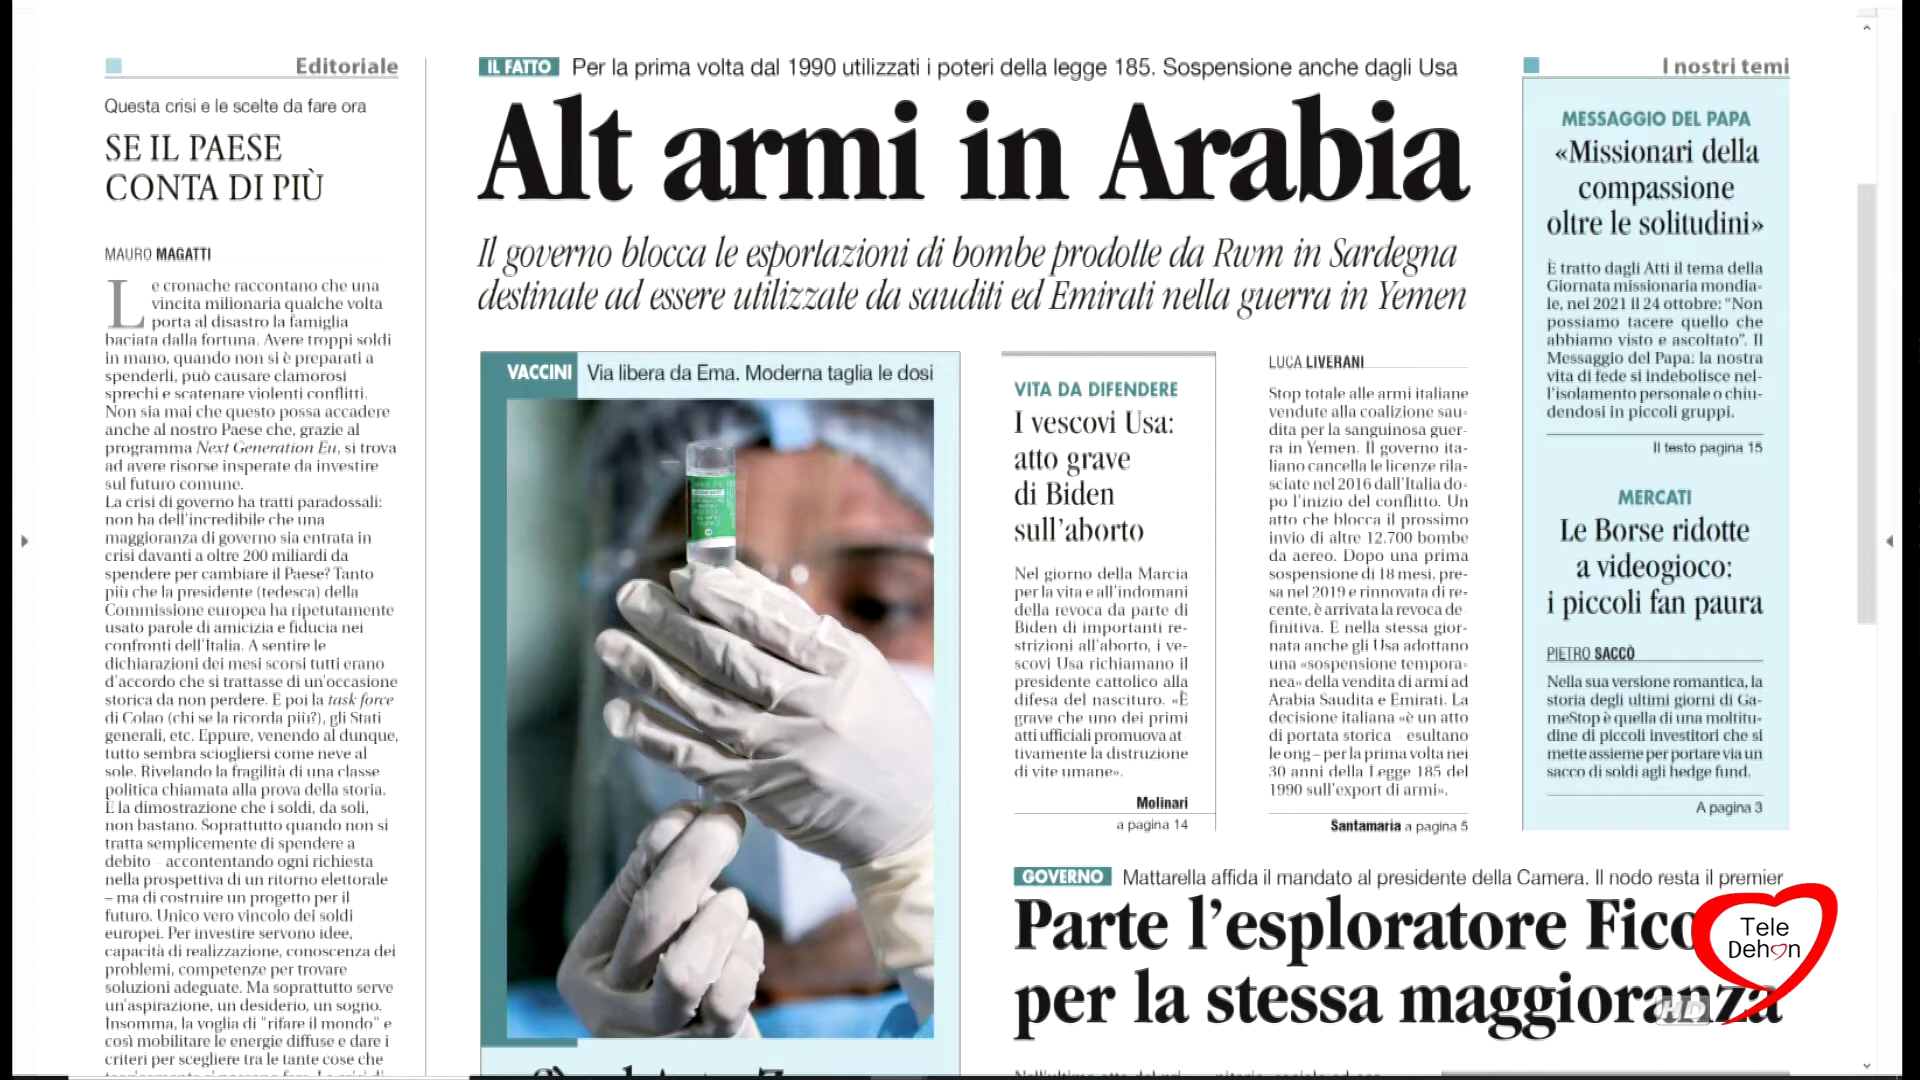 Editoriale
Questa crisi e le scelte da fare ora
SE IL PAESE
CONTA DI PIÙ
MAURO MAGATTI
Le cronache raccontano che una
vincita milionaria qualche volta
porta al disastro la famiglia
baciata dalla fortuna. Avere troppi soldi
in mano, quando non si è preparati a
spenderli, può causare clamorosi
sprechi e scatenare violenti conflitti.
Non sia mai che questo possa accadere
anche al nostro Paese che, grazie al
programma Next Generation Eu, si trova
ad avere risorse insperate da investire
sul futuro comune.
La crisi di governo ha tratti paradossali:
non ha dell'incredibile che una
maggioranza di governo sia entrata in
crisi davanti a oltre 200 miliardi da
spendere per cambiare il Paese? Tanto
più che la presidente (tedesca) della
Commissione europea ha ripetutamente
usato parole di amicizia e fiducia nei
confronti dell'Italia. A sentire le
dichiarazioni dei mesi scorsi tutti erano
d'accordo che si trattasse di un'occasione
storica da non perdere. E poi la task force
di Colao (chi se la ricorda più?), gli Stati
generali, etc. Eppure, venendo al dunque,
tutto sembra sciogliersi come neve al
sole. Rivelando la fragilità di una classe
politica chiamata alla prova della storia.
È la dimostrazione che i soldi, da soli,
non bastano. Soprattutto quando non si
tratta semplicemente di spendere a
debito – accontentando ogni richiesta
nella prospettiva di un ritorno elettorale
– ma di costruire un progetto per il
futuro. Unico vero vincolo dei soldi
europei. Per investire servono idee,
capacità di realizzazione, conoscenza dei
problemi, competenze per trovare
soluzioni adeguate. Ma soprattutto serve
un'aspirazione, un desiderio, un sogno.
Insomma, la voglia di "rifare il mondo" e
così mobilitare le energie diffuse e dare i
criteri per scegliere tra le tante cose che
IL FATTO Per la prima volta dal 1990 utilizzati i poteri della legge 185. Sospensione anche dagli Usa
Alt armi in Arabia
Il governo blocca le esportazioni di bombe prodotte da Rwm in Sardegna
destinate ad essere utilizzate da sauditi ed Emirati nella guerra in Yemen
VACCINI Via libera da Ema. Moderna taglia le dosi
VITA DA DIFENDERE
I vescovi Usa:
atto grave
di Biden
sull'aborto
Nel giorno della Marcia
per la vita e all'indomani
della revoca da parte di
Biden di importanti re-
strizioni all'aborto, i ve-
scovi Usa richiamano il
presidente cattolico alla
difesa del nascituro. «È
grave che uno dei primi
atti ufficiali promuova at-
tivamente la distruzione
di vite umane».
Molinari
a pagina 14
LUCA LIVERANI
Stop totale alle armi italiane
vendute alla coalizione sau-
dita per la sanguinosa guer-
ra in Yemen. Il governo ita-
liano cancella le licenze rila-
sciate nel 2016 dall'Italia do-
po l'inizio del conflitto. Un
atto che blocca il prossimo
invio di altre 12.700 bombe
da aereo. Dopo una prima
sospensione di 18 mesi, pre-
sa nel 2019 e rinnovata di re-
cente, è arrivata la revoca de-
finitiva. E nella stessa gior-
nata anche gli Usa adottano
una «sospensione tempora-
nea» della vendita di armi ad
Arabia Saudita e Emirati. La
decisione italiana «è un atto
di portata storica – esultano
le ong – per la prima volta nei
30 anni della Legge 185 del
1990 sull'export di armi».
Santamaria a pagina 5
I nostri temi
MESSAGGIO DEL PAPA
«Missionari della
compassione
oltre le solitudini»
È tratto dagli Atti il tema della
Giornata missionaria mondia-
le, nel 2021 il 24 ottobre: "Non
possiamo tacere quello che
abbiamo visto e ascoltato". Il
Messaggio del Papa: la nostra
vita di fede si indebolisce nel-
l'isolamento personale o chiu-
dendosi in piccoli gruppi.
Il testo pagina 15
MERCATI
Le Borse ridotte
a videogioco:
i piccoli fan paura
PIETRO SACCÒ
Nella sua versione romantica, la
storia degli ultimi giorni di Ga-
meStop è quella di una moltitu-
dine di piccoli investitori che si
mette assieme per portare via un
sacco di soldi agli hedge fund.
A pagina 3
GOVERNO Mattarella affida il mandato al presidente della Camera. Il nodo resta il premier
Parte l'esploratore Fico
per la stessa maggioranza
Tele
Dehon
HD